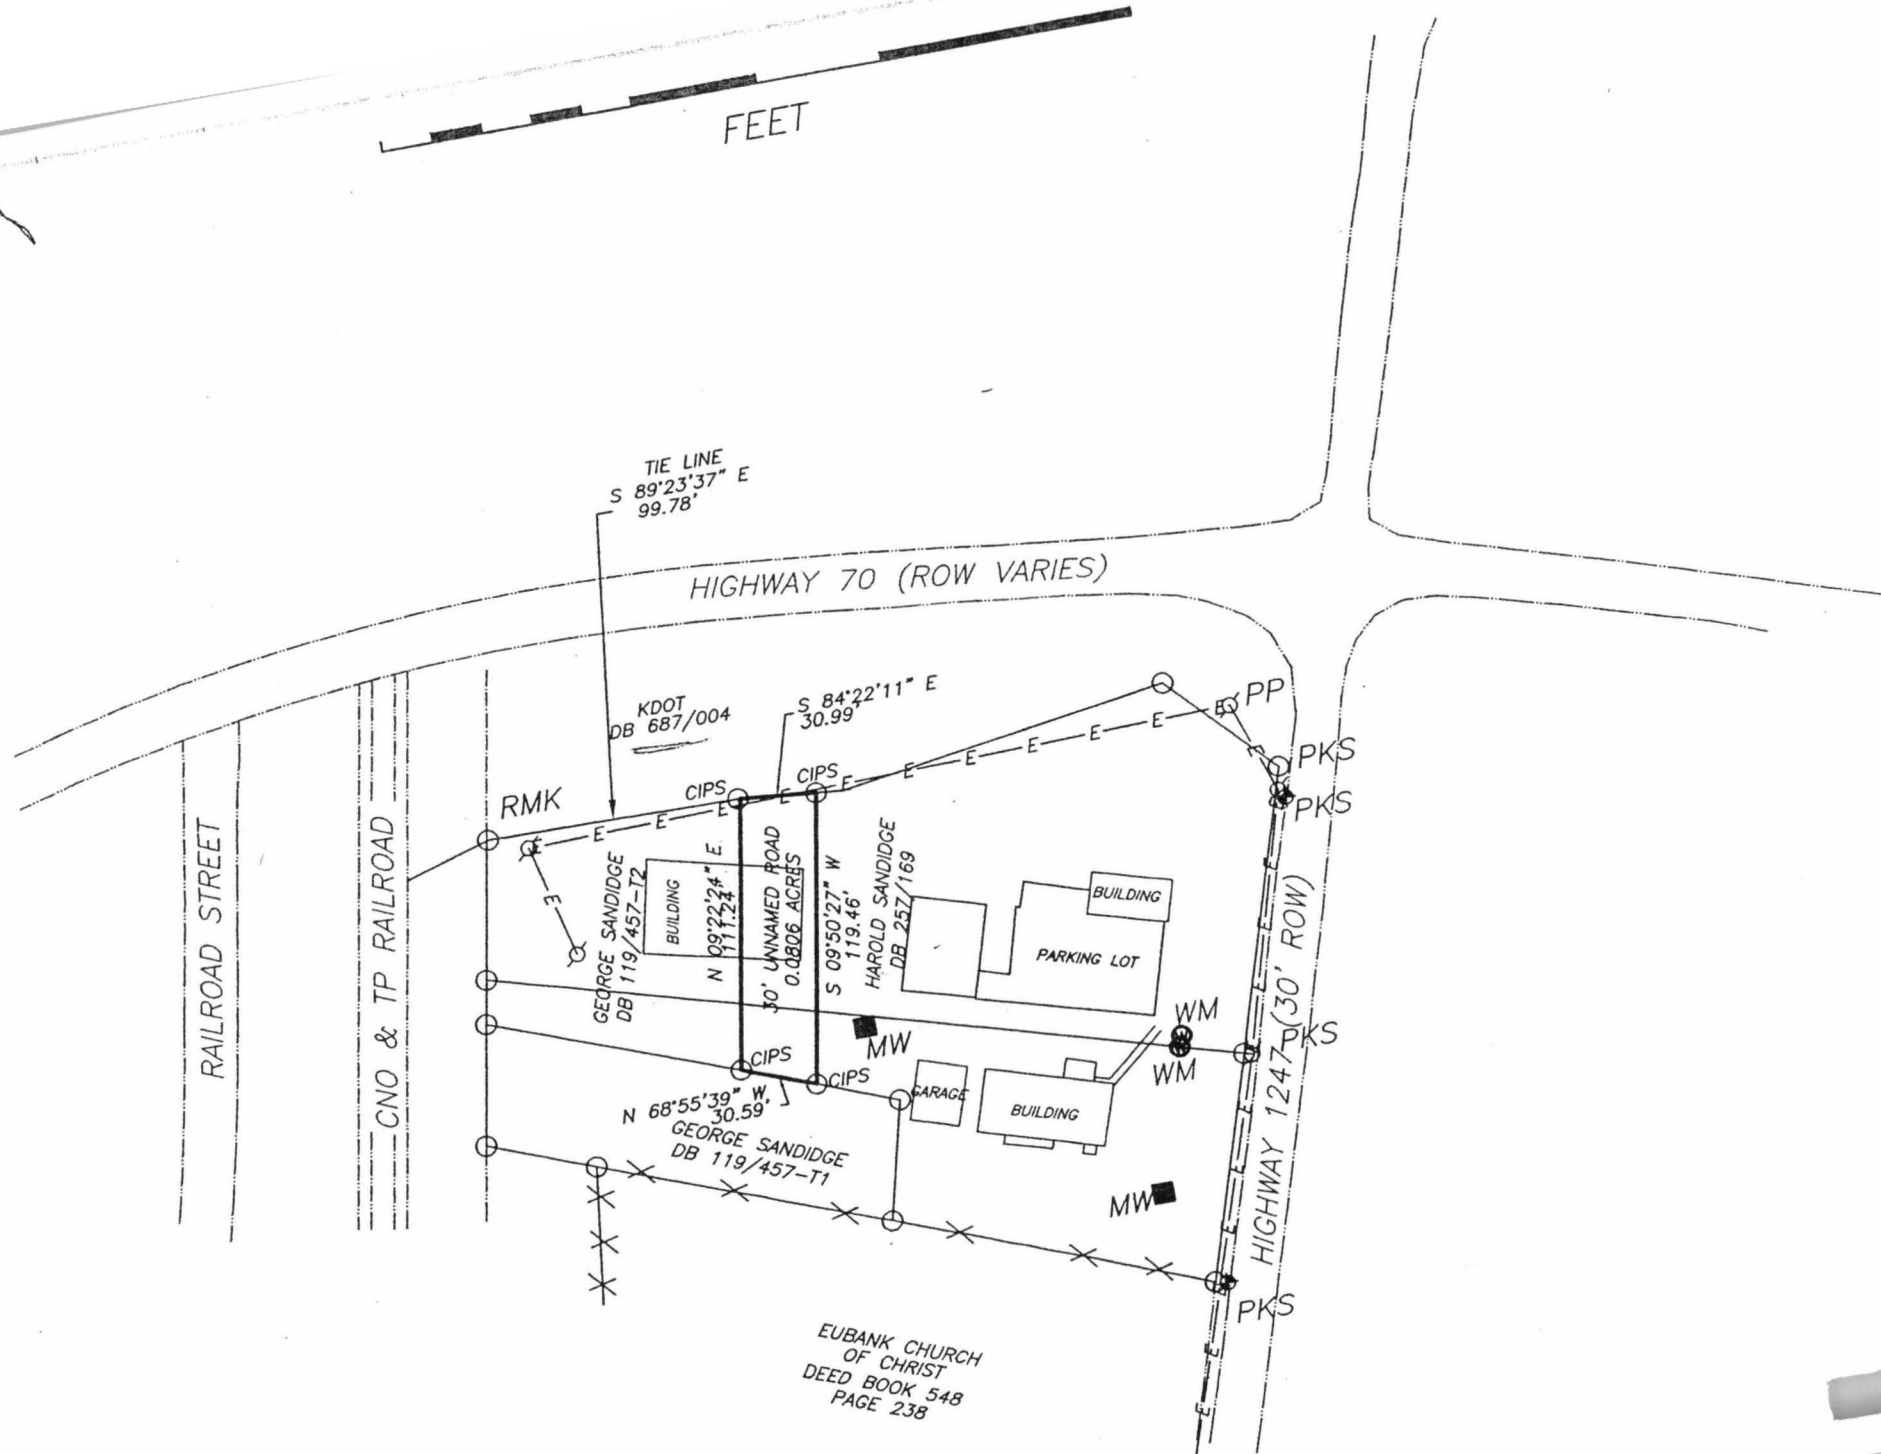 FEET
TIE LINE
S 89°23'37" E
99.78'
HIGHWAY 70 (ROW VARIES)
KDOT
DB 687/004
S 84°22'11" E
30.99'
PP
PKS
PKS
CIPS
CIPS
RMK
E E E E E E E E E E E
RAILROAD STREET
CNO & TP RAILROAD
GEORGE SANDIDGE
DB 119/457-T2
BUILDING
N 09°22'24" E
111.24'
30' UNNAMED ROAD
0.0806 ACRES
S 09°50'27" W
119.46'
HAROLD SANDIDGE
DB 257/169
BUILDING
PARKING LOT
HIGHWAY 1247 (30' ROW)
WM
WM
PKS
MW
CIPS
CIPS
GARAGE
BUILDING
N 68°55'39" W
30.59'
GEORGE SANDIDGE
DB 119/457-T1
MW
PKS
EUBANK CHURCH
OF CHRIST
DEED BOOK 548
PAGE 238